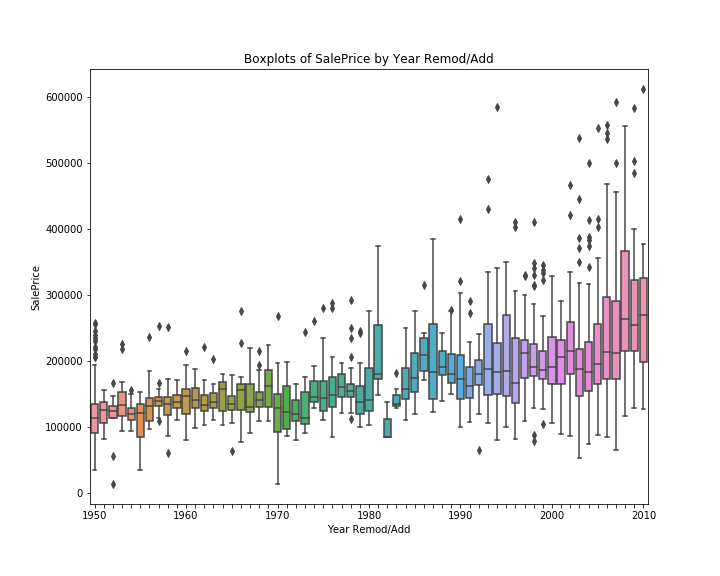 Boxplots of SalePrice by Year Remod/Add
600000
500000
400000
300000
200000
100000
0
SalePrice
1950 1960 1970 1980 1990 2000 2010
Year Remod/Add